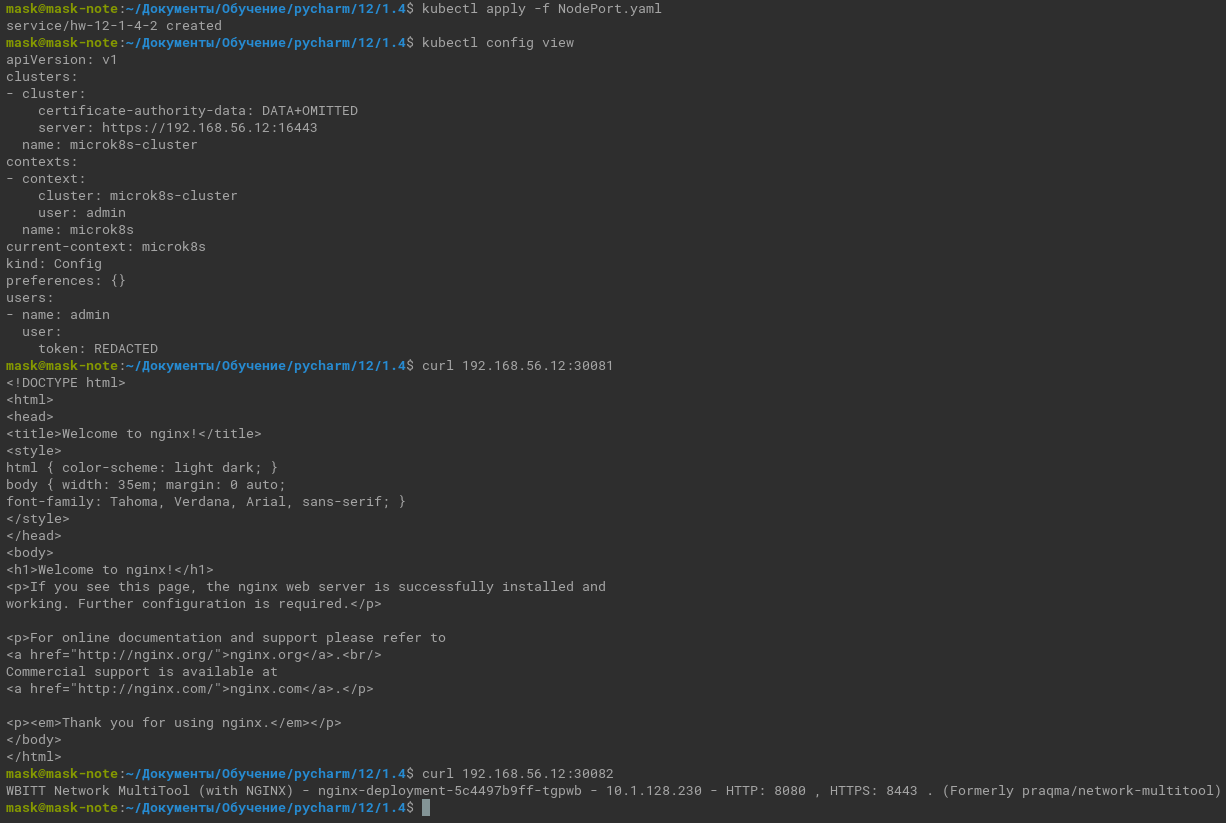 mask@mask-note:~/Документы/Обучение/pycharm/12/1.4$ kubectl apply -f NodePort.yaml
service/hw-12-1-4-2 created
mask@mask-note:~/Документы/Обучение/pycharm/12/1.4$ kubectl config view
apiVersion: v1
clusters:
- cluster:
    certificate-authority-data: DATA+OMITTED
    server: https://192.168.56.12:16443
  name: microk8s-cluster
contexts:
- context:
    cluster: microk8s-cluster
    user: admin
  name: microk8s
current-context: microk8s
kind: Config
preferences: {}
users:
- name: admin
  user:
    token: REDACTED
mask@mask-note:~/Документы/Обучение/pycharm/12/1.4$ curl 192.168.56.12:30081
<!DOCTYPE html>
<html>
<head>
<title>Welcome to nginx!</title>
<style>
html { color-scheme: light dark; }
body { width: 35em; margin: 0 auto;
font-family: Tahoma, Verdana, Arial, sans-serif; }
</style>
</head>
<body>
<h1>Welcome to nginx!</h1>
<p>If you see this page, the nginx web server is successfully installed and
working. Further configuration is required.</p>

<p>For online documentation and support please refer to
<a href="http://nginx.org/">nginx.org</a>.<br/>
Commercial support is available at
<a href="http://nginx.com/">nginx.com</a>.</p>

<p><em>Thank you for using nginx.</em></p>
</body>
</html>
mask@mask-note:~/Документы/Обучение/pycharm/12/1.4$ curl 192.168.56.12:30082
WBITT Network MultiTool (with NGINX) - nginx-deployment-5c4497b9ff-tgpwb - 10.1.128.230 - HTTP: 8080 , HTTPS: 8443 . (Formerly praqma/network-multitool)
mask@mask-note:~/Документы/Обучение/pycharm/12/1.4$